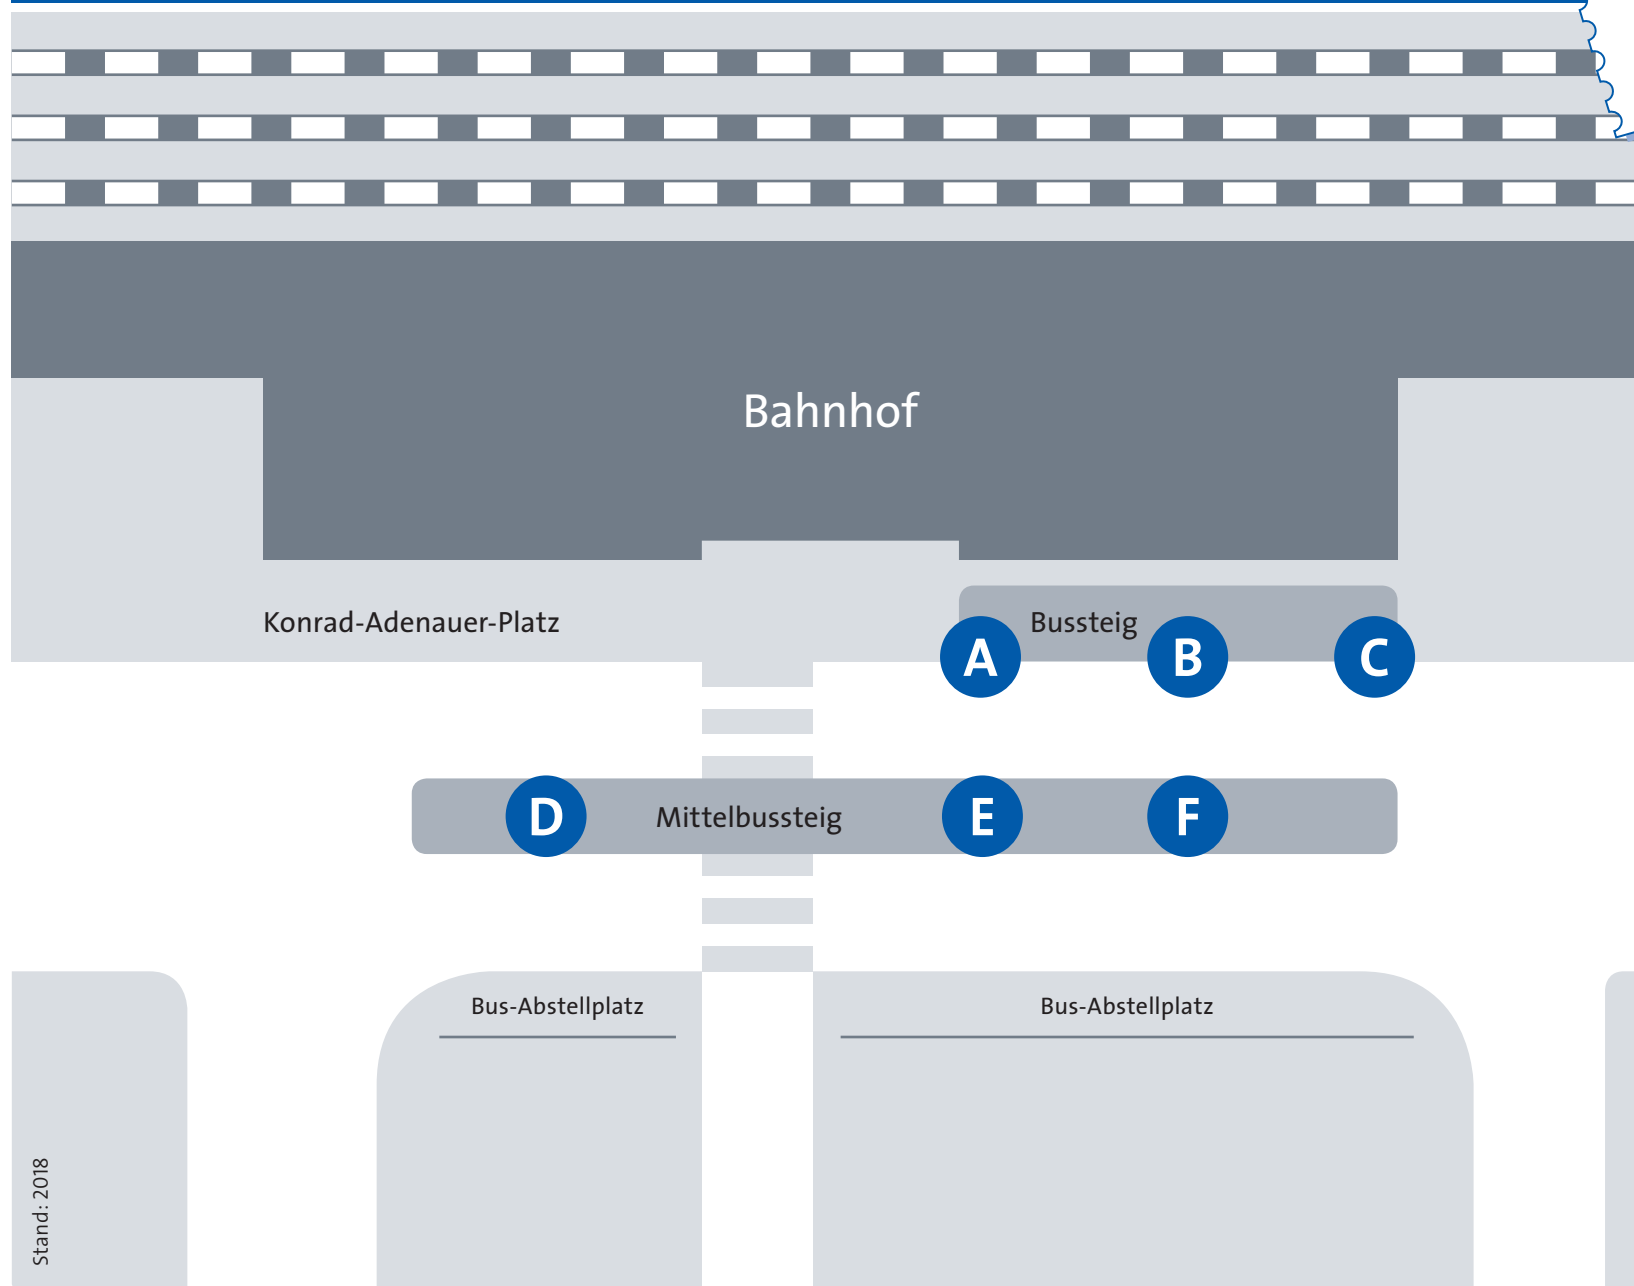 Bahnhof
Konrad-Adenauer-Platz
Bussteig
A B C
D Mittelbussteig E F
Bus-Abstellplatz
Bus-Abstellplatz
Stand: 2018